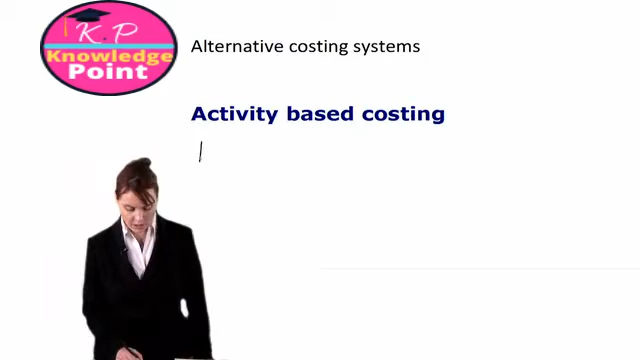 K.P
Knowledge
Point
Alternative costing systems
Activity based costing